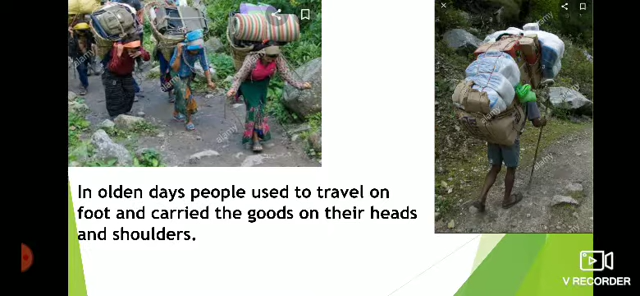 In olden days people used to travel on
foot and carried the goods on their heads
and shoulders.
V RECORDER